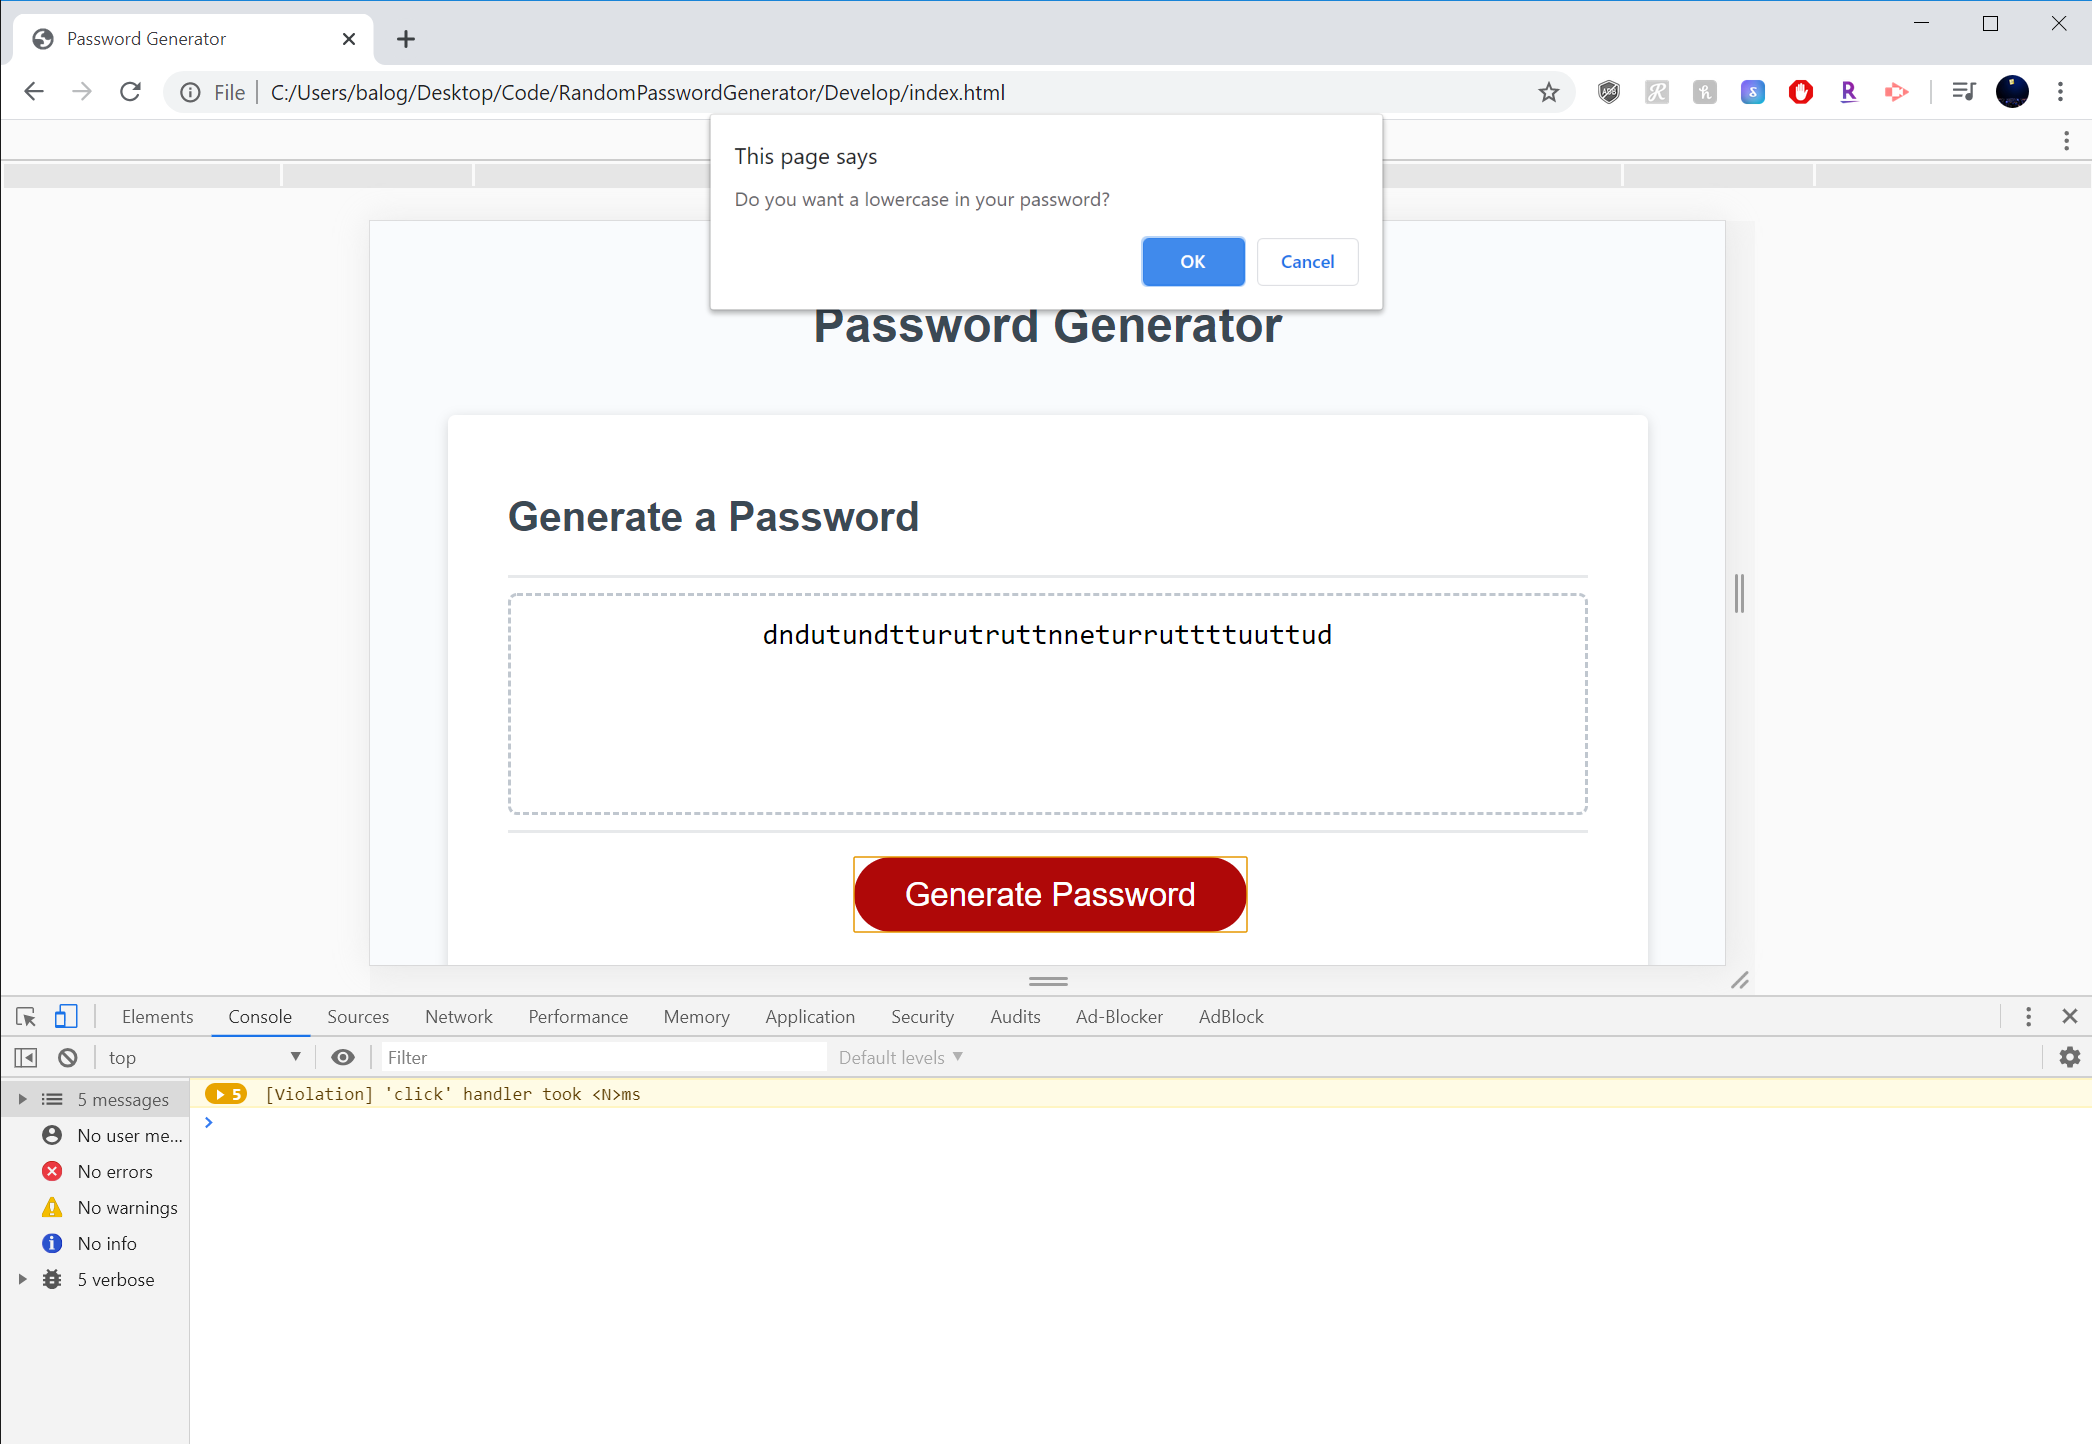 Password Generator
File
C:/Users/balog/Desktop/Code/RandomPasswordGenerator/Develop/index.html
This page says
Do you want a lowercase in your password?
OK
Cancel
Password Generator
Generate a Password
dndutundtturutruttnneturruttttuuttud
Generate Password
Elements Console Sources Network Performance Memory Application Security Audits Ad-Blocker AdBlock
top
Filter
Default levels
5 messages
5 [Violation] 'click' handler took <N>ms
No user me...
No errors
No warnings
No info
5 verbose